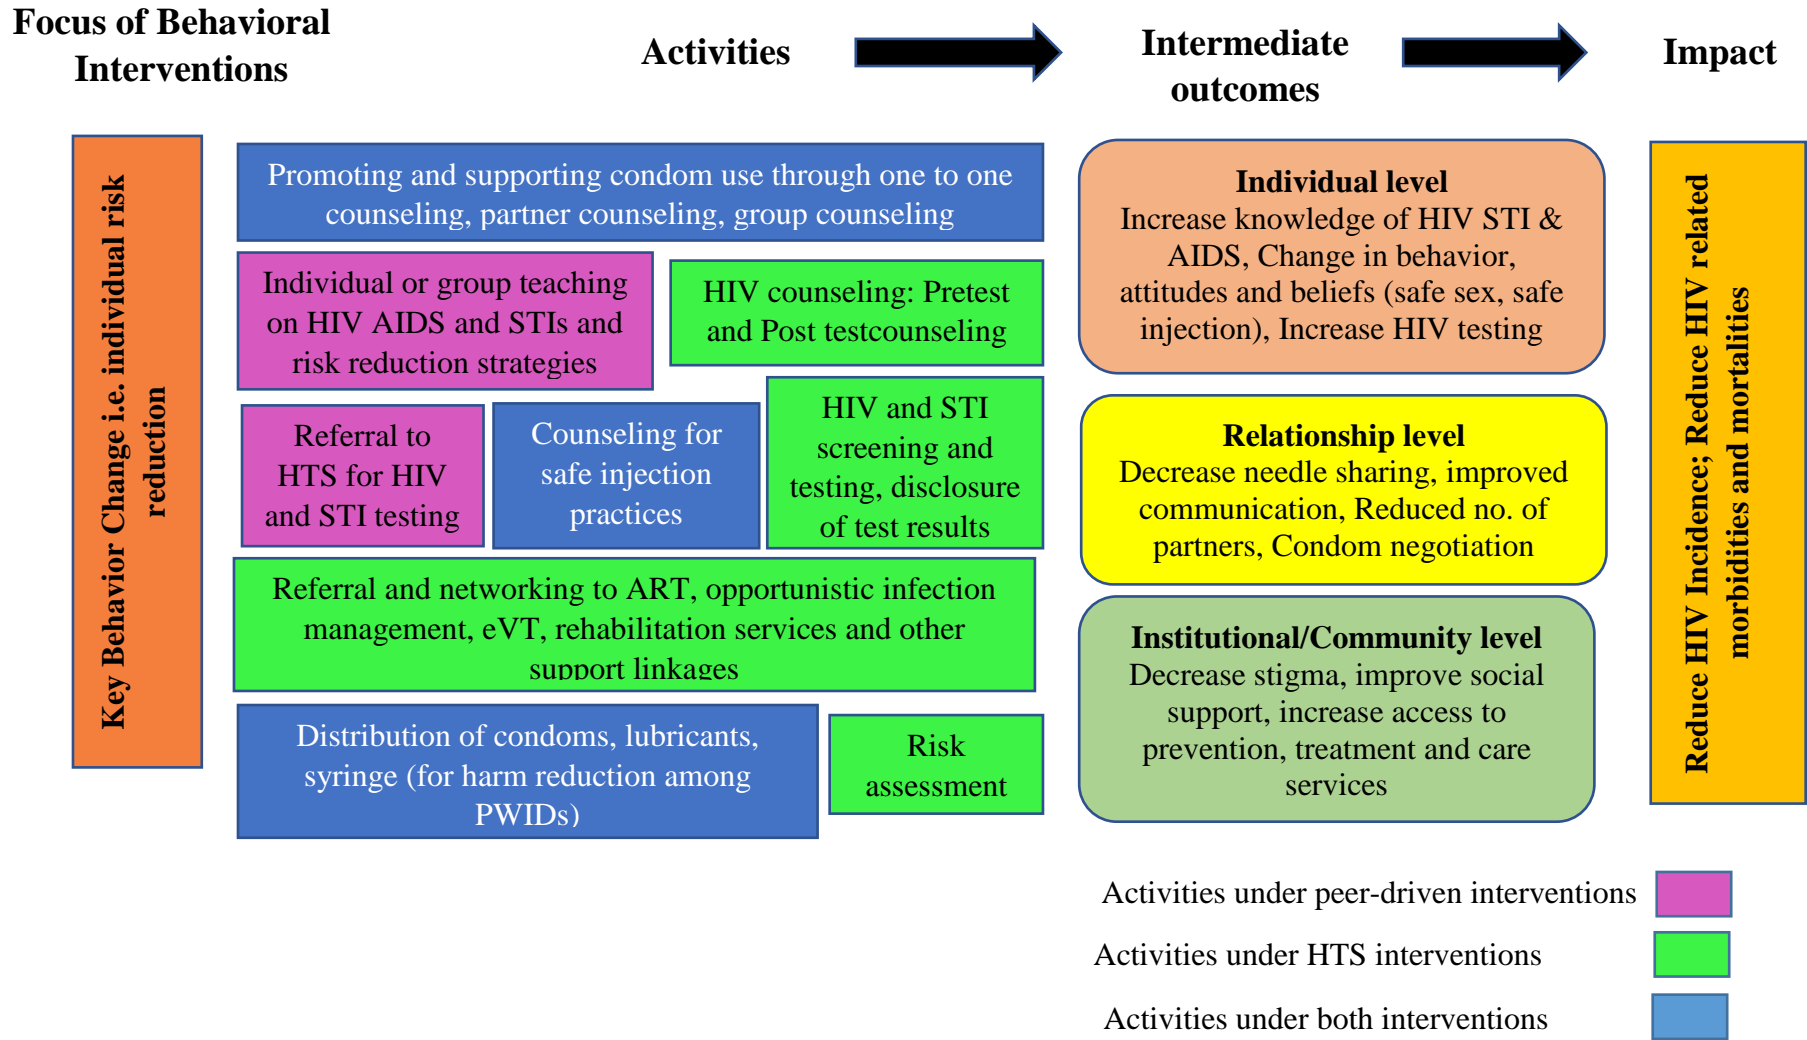 Focus of Behavioral
Interventions
Activities
Intermediate
outcomes
Impact
Key Behavior Change i.e. individual risk
reduction
Promoting and supporting condom use through one to one
counseling, partner counseling, group counseling
Individual or group teaching
on HIV AIDS and STIs and
risk reduction strategies
HIV counseling: Pretest
and Post testcounseling
Referral to
HTS for HIV
and STI testing
Counseling for
safe injection
practices
HIV and STI
screening and
testing, disclosure
of test results
Referral and networking to ART, opportunistic infection
management, eVT, rehabilitation services and other
support linkages
Distribution of condoms, lubricants,
syringe (for harm reduction among
PWIDs)
Risk
assessment
Individual level
Increase knowledge of HIV STI &
AIDS, Change in behavior,
attitudes and beliefs (safe sex, safe
injection), Increase HIV testing
Relationship level
Decrease needle sharing, improved
communication, Reduced no. of
partners, Condom negotiation
Institutional/Community level
Decrease stigma, improve social
support, increase access to
prevention, treatment and care
services
Reduce HIV Incidence; Reduce HIV related
morbidities and mortalities
Activities under peer-driven interventions
Activities under HTS interventions
Activities under both interventions